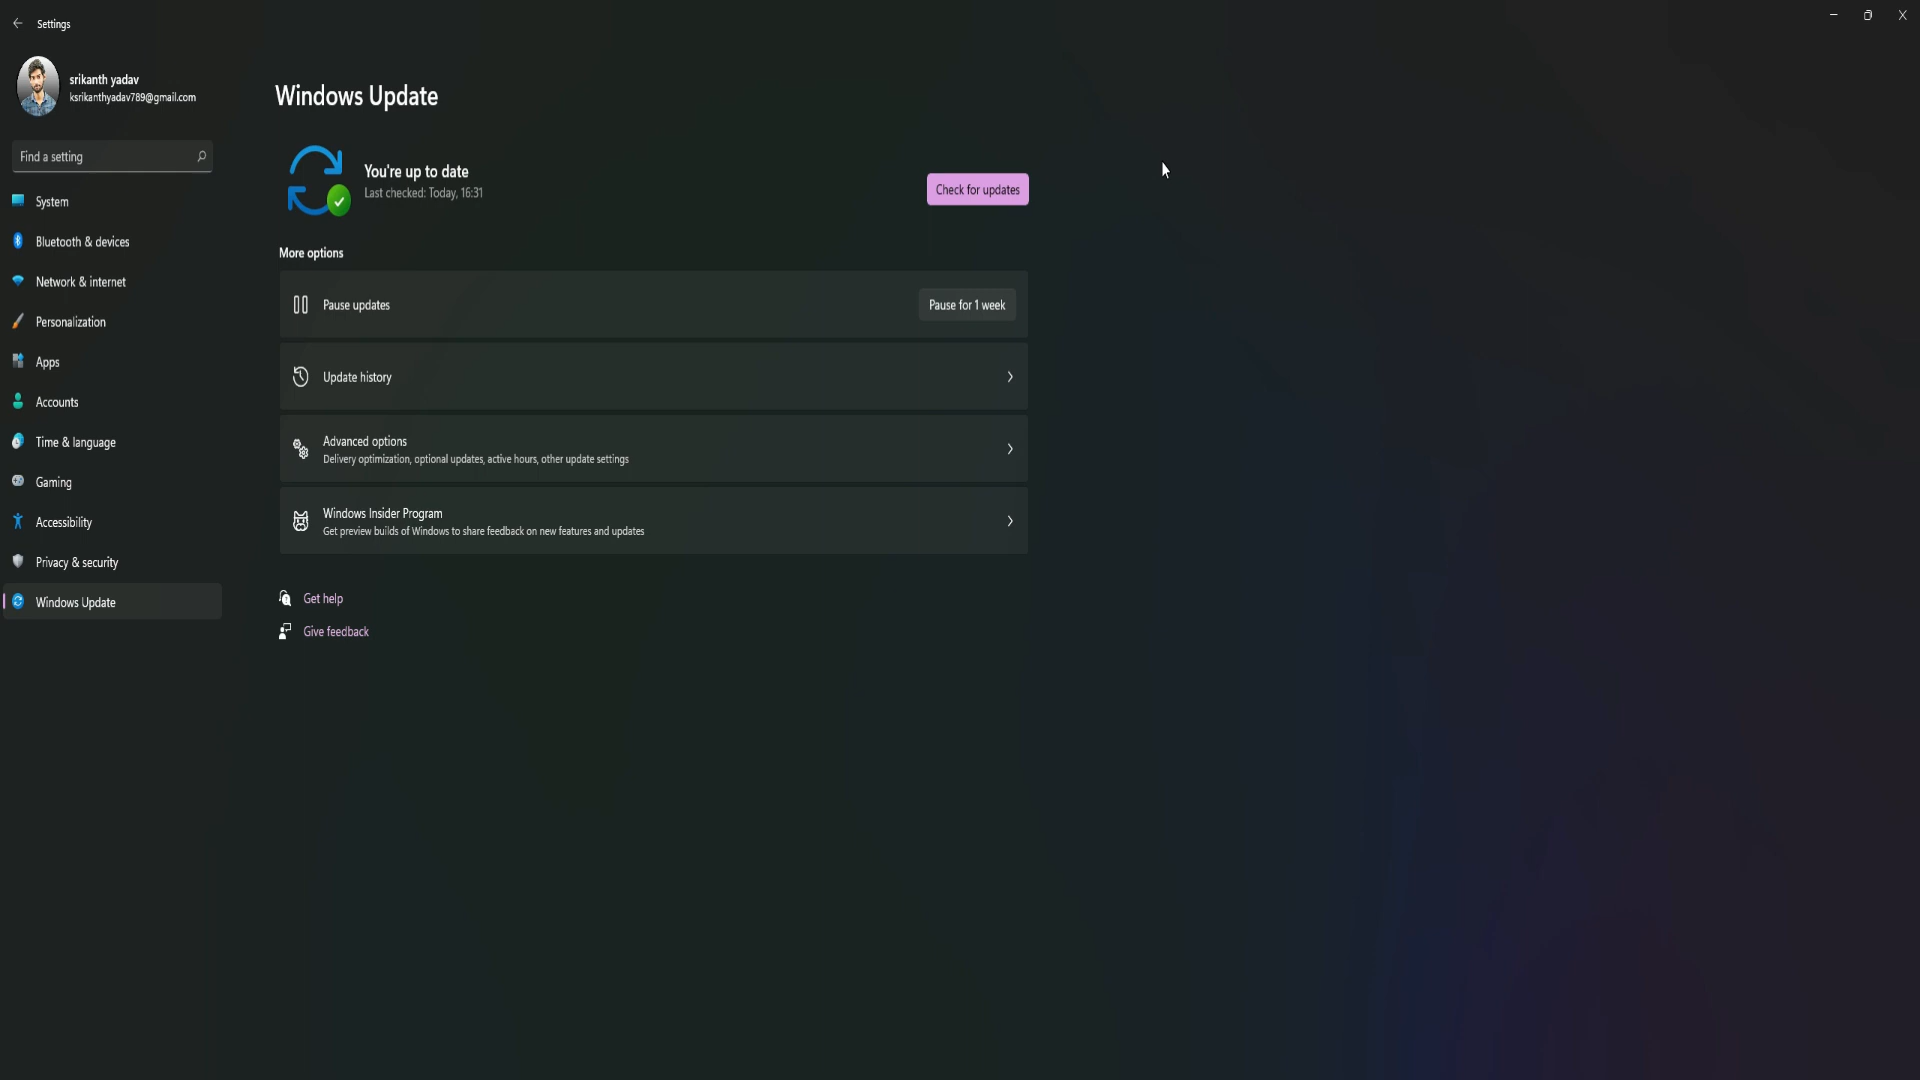 Settings
srikanth yadav
ksrikanthyadav789@gmail.com
Find a setting
System
Bluetooth & devices
Network & internet
Personalization
Apps
Accounts
Time & language
Gaming
Accessibility
Privacy & security
Windows Update
Windows Update
You're up to date
Last checked: Today, 16:31
Check for updates
More options
Pause updates
Pause for 1 week
Update history
Advanced options
Delivery optimization, optional updates, active hours, other update settings
Windows Insider Program
Get preview builds of Windows to share feedback on new features and updates
Get help
Give feedback